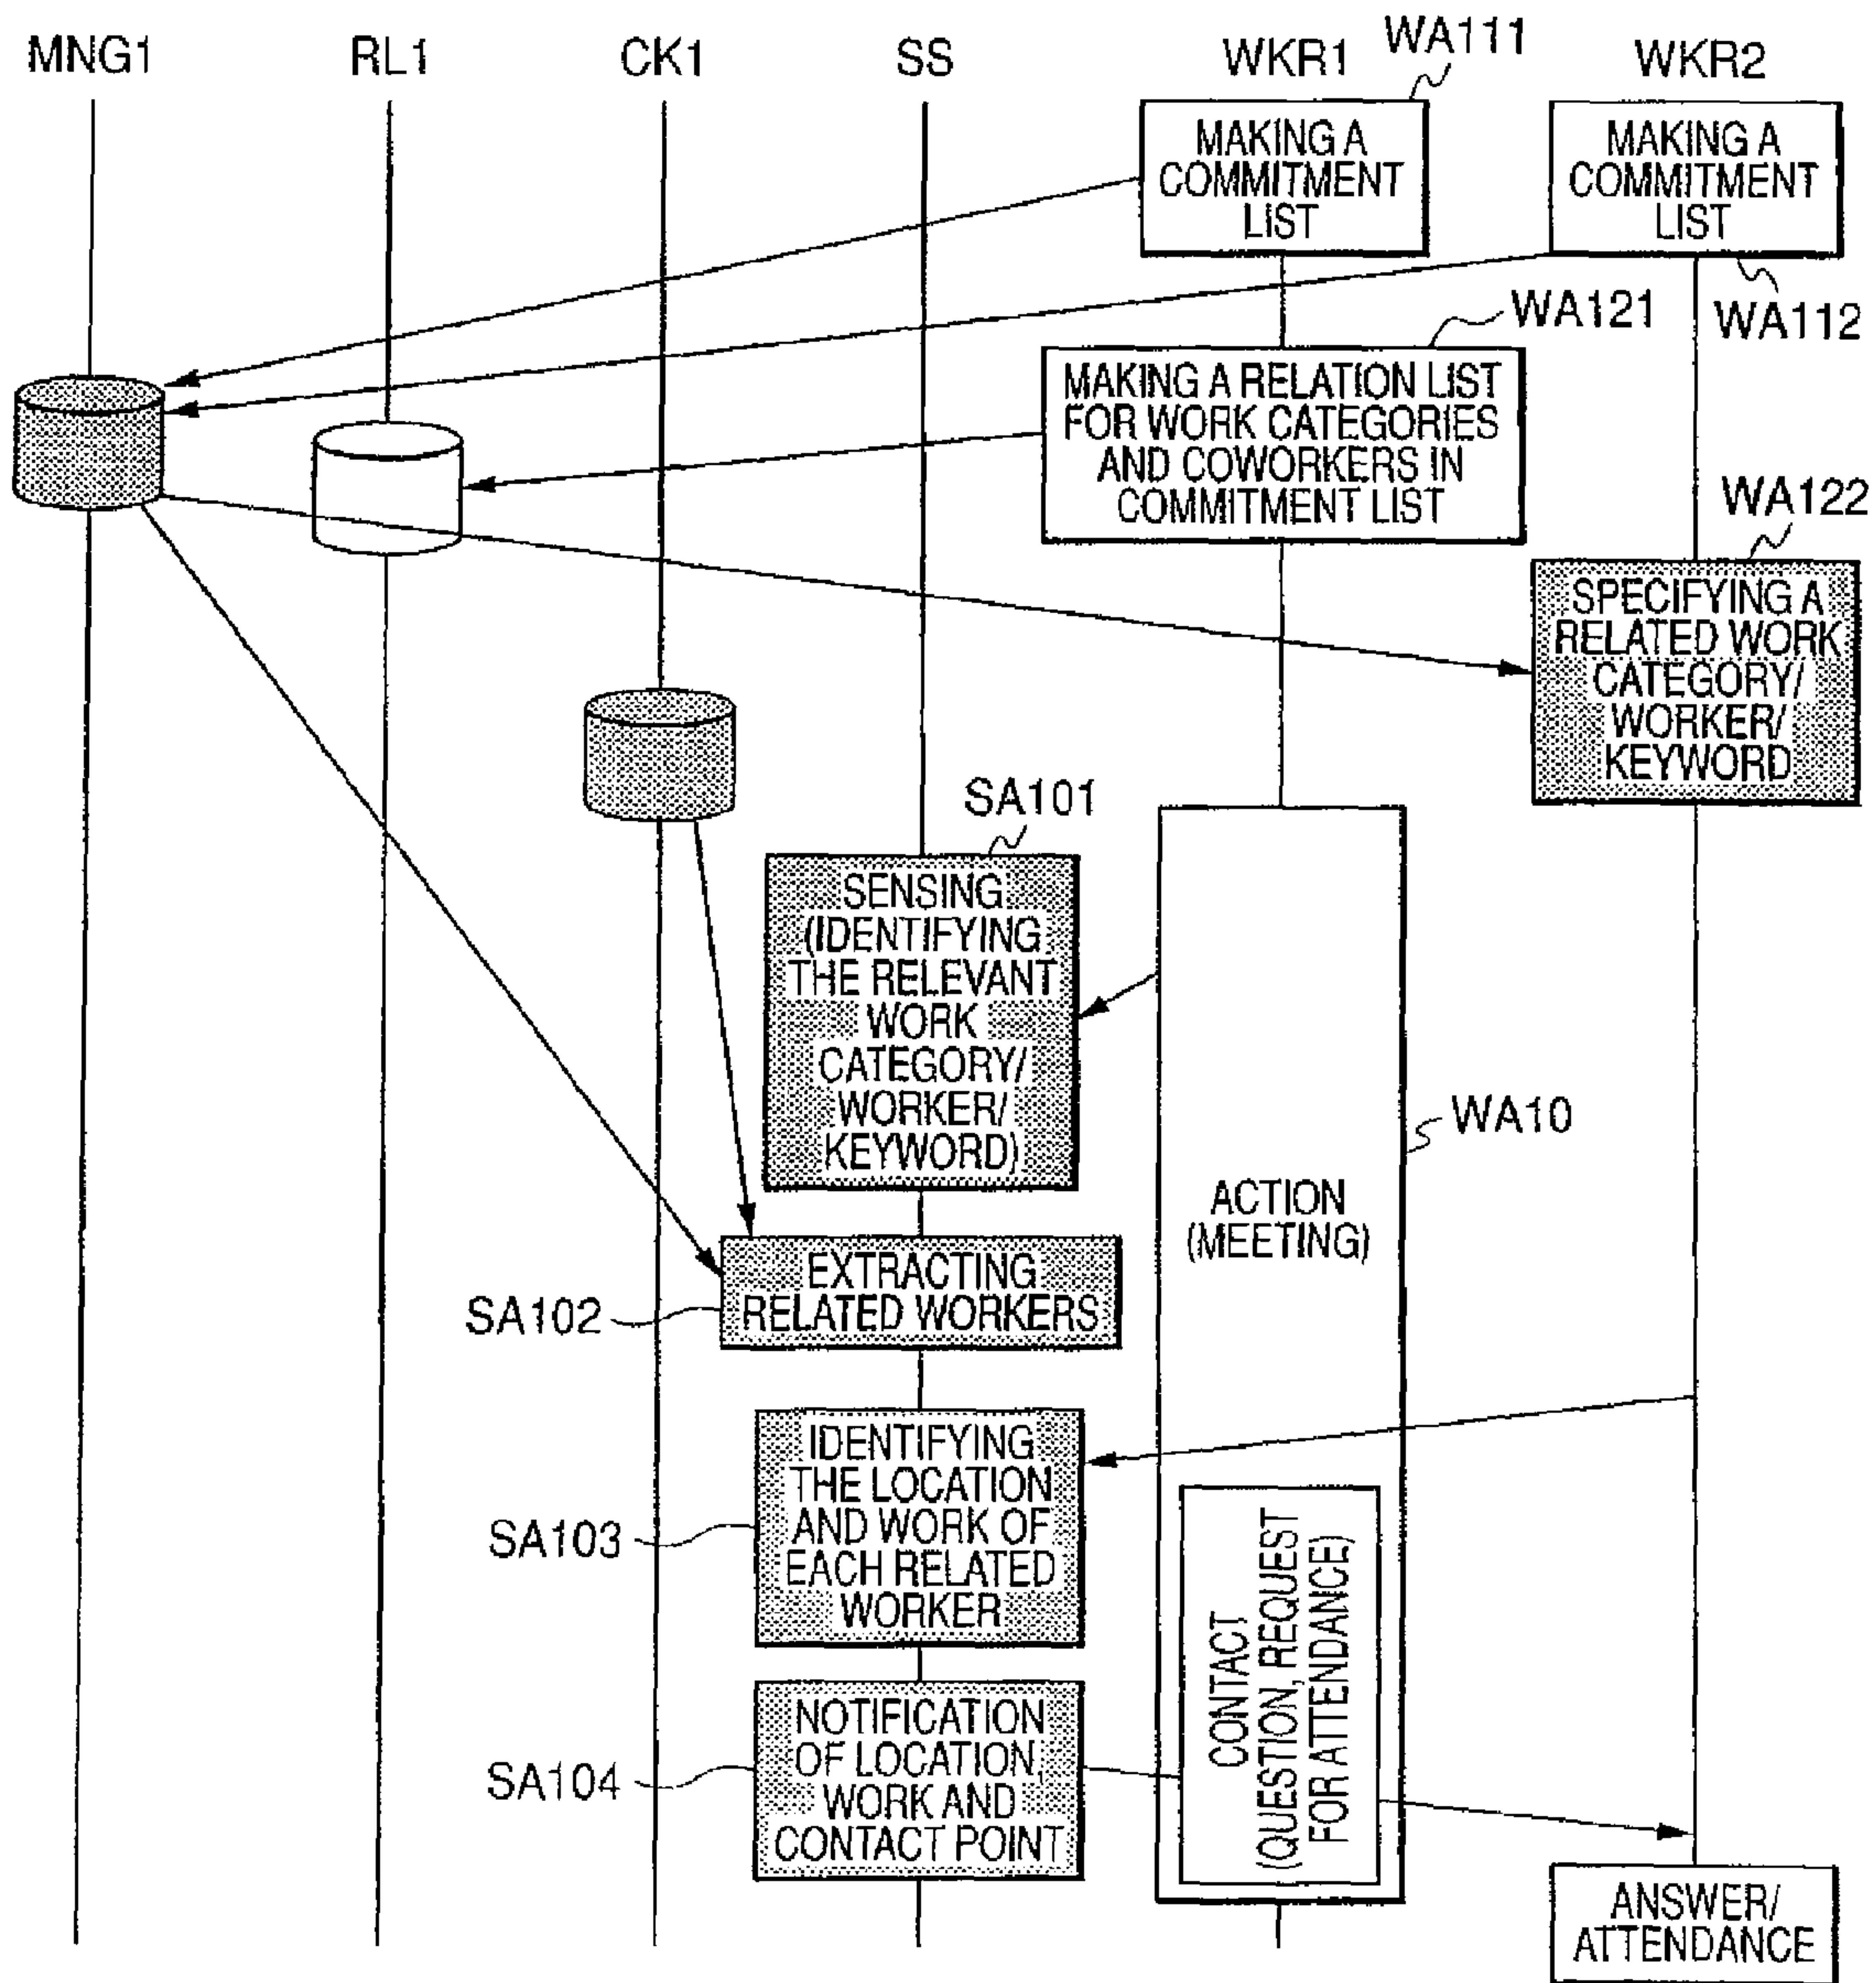 MNG1
RL1
CK1
SS
WKR1
WA111
WKR2
MAKING A
COMMITMENT
LIST
MAKING A
COMMITMENT
LIST
WA112
WA121
MAKING A RELATION LIST
FOR WORK CATEGORIES
AND COWORKERS IN
COMMITMENT LIST
WA122
SPECIFYING A
RELATED WORK
CATEGORY/
WORKER/
KEYWORD
SA101
SENSING
(IDENTIFYING
THE RELEVANT
WORK
CATEGORY/
WORKER/
KEYWORD)
WA10
ACTION
(MEETING)
EXTRACTING
RELATED WORKERS
SA102
IDENTIFYING
THE LOCATION
AND WORK OF
EACH RELATED
WORKER
SA103
CONTACT
(QUESTION, REQUEST
FOR ATTENDANCE)
NOTIFICATION
OF LOCATION,
WORK AND
CONTACT POINT
SA104
ANSWER/
ATTENDANCE